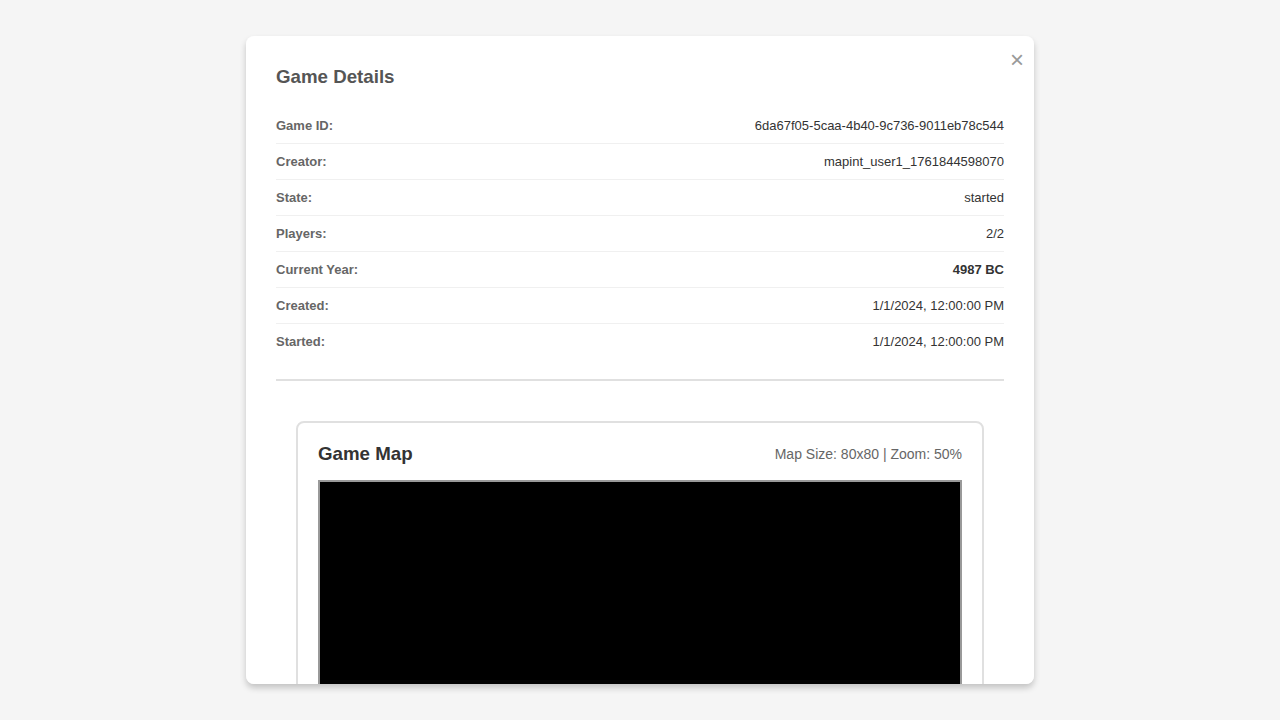 Game Details
×
Game ID: 6da67f05-5caa-4b40-9c736-9011eb78c544
Creator: mapint_user1_1761844598070
State: started
Players: 2/2
Current Year: 4987 BC
Created: 1/1/2024, 12:00:00 PM
Started: 1/1/2024, 12:00:00 PM
Game Map Map Size: 80x80 | Zoom: 50%